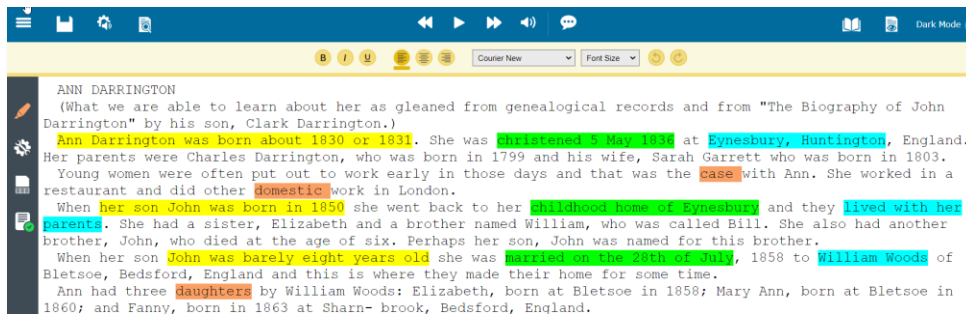 Dark Mode
B I U Courier New Font Size
ANN DARRINGTON
(What we are able to learn about her as gleaned from genealogical records and from "The Biography of John
Darrington" by his son, Clark Darrington.)
Ann Darrington was born about 1830 or 1831. She was christened 5 May 1836 at Eynesbury, Huntington, England.
Her parents were Charles Darrington, who was born in 1799 and his wife, Sarah Garrett who was born in 1803.
Young women were often put out to work early in those days and that was the case with Ann. She worked in a
restaurant and did other domestic work in London.
When her son John was born in 1850 she went back to her childhood home of Eynesbury and they lived with her
parents. She had a sister, Elizabeth and a brother named William, who was called Bill. She also had another
brother, John, who died at the age of six. Perhaps her son, John was named for this brother.
When her son John was barely eight years old she was married on the 28th of July, 1858 to William Woods of
Bletsoe, Bedsford, England and this is where they made their home for some time.
Ann had three daughters by William Woods: Elizabeth, born at Bletsoe in 1858; Mary Ann, born at Bletsoe in
1860; and Fanny, born in 1863 at Sharn- brook, Bedsford, England.